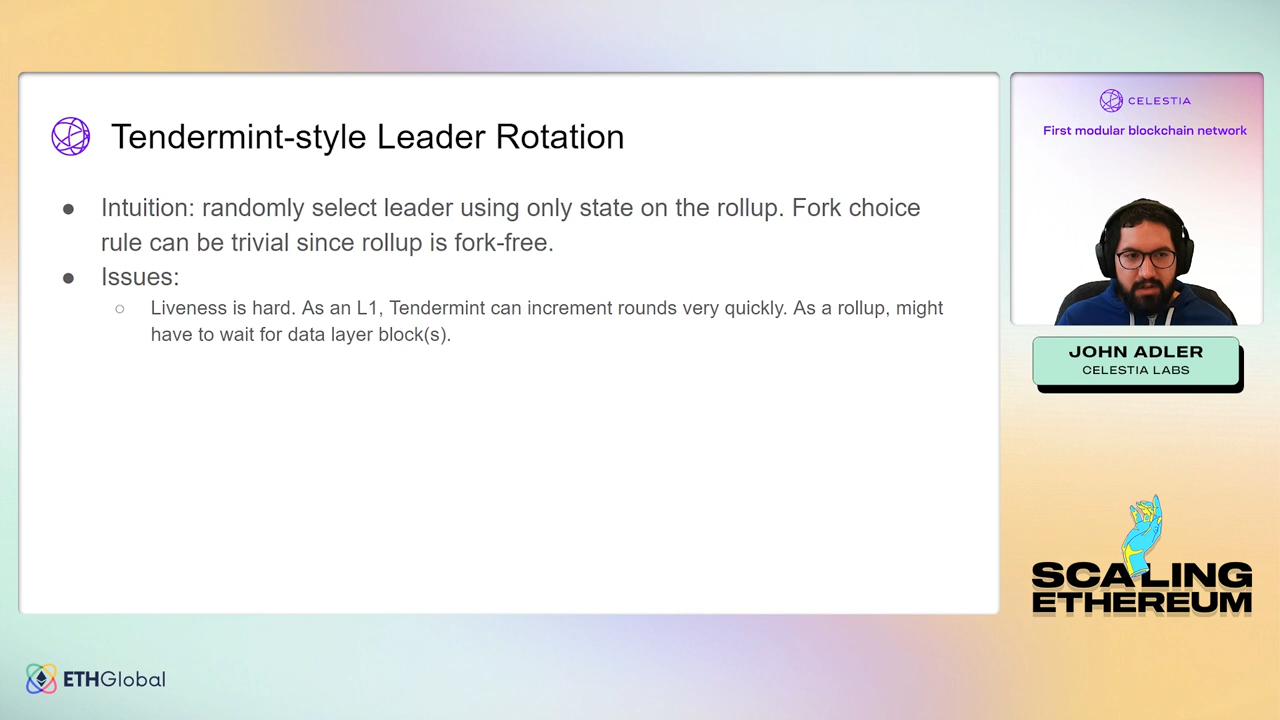 Tendermint-style Leader Rotation
● Intuition: randomly select leader using only state on the rollup. Fork choice
rule can be trivial since rollup is fork-free.
● Issues:
○ Liveness is hard. As an L1, Tendermint can increment rounds very quickly. As a rollup, might
have to wait for data layer block(s).
CELESTIA
First modular blockchain network
JOHN ADLER
CELESTIA LABS
SCALING
ETHEREUM
ETHGlobal